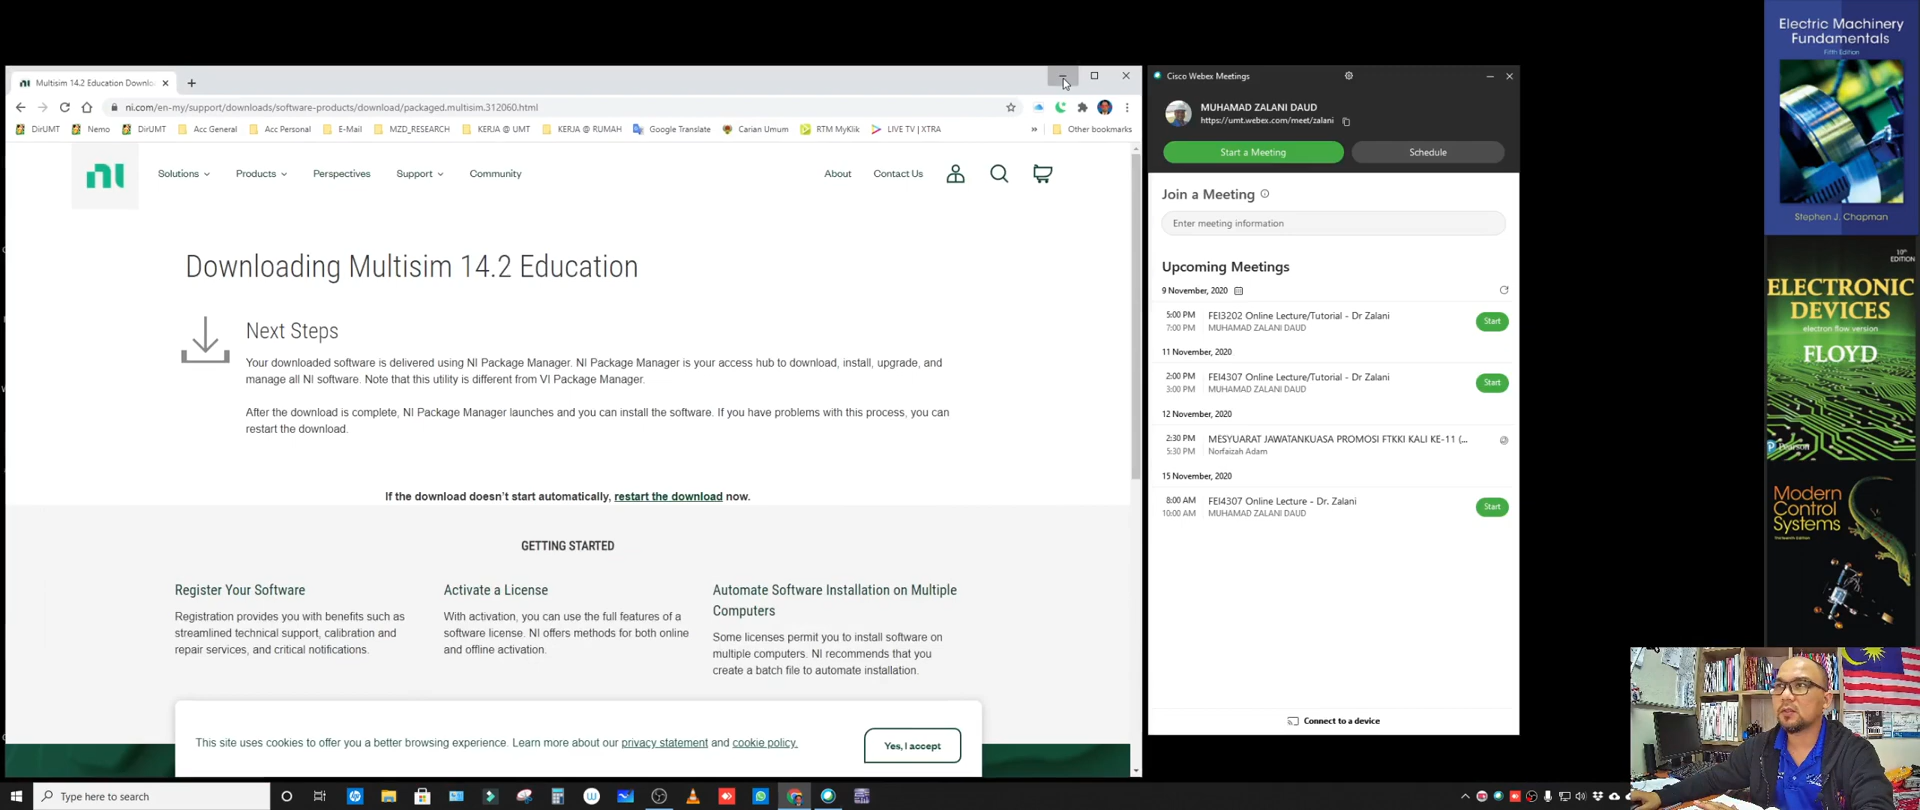 Multisim 14.2 Education Downlo
ni.com/en-my/support/downloads/software-products/download/packaged.multisim.312060.html
DirUMT Nemo DirUMT Acc General Acc Personal E-Mail MZD_RESEARCH KERJA @ UMT KERJA @ RUMAH Google Translate Carian Umum RTM MyKlik LIVE TV | XTRA » Other bookmarks
ni
Solutions Products Perspectives Support Community About Contact Us
Downloading Multisim 14.2 Education
Next Steps
Your downloaded software is delivered using NI Package Manager. NI Package Manager is your access hub to download, install, upgrade, and
manage all NI software. Note that this utility is different from VI Package Manager.
After the download is complete, NI Package Manager launches and you can install the software. If you have problems with this process, you can
restart the download.
If the download doesn't start automatically, restart the download now.
GETTING STARTED
Register Your Software
Registration provides you with benefits such as
streamlined technical support, calibration and
repair services, and critical notifications.
Activate a License
With activation, you can use the full features of a
software license. NI offers methods for both online
and offline activation.
Automate Software Installation on Multiple
Computers
Some licenses permit you to install software on
multiple computers. NI recommends that you
create a batch file to automate installation.
This site uses cookies to offer you a better browsing experience. Learn more about our privacy statement and cookie policy.
Yes, I accept
Cisco Webex Meetings
MUHAMAD ZALANI DAUD
https://umt.webex.com/meet/zalani
Start a Meeting
Schedule
Join a Meeting
Enter meeting information
Upcoming Meetings
9 November, 2020
5:00 PM FEI3202 Online Lecture/Tutorial - Dr Zalani Start
7:00 PM MUHAMAD ZALANI DAUD
11 November, 2020
2:00 PM FEI4307 Online Lecture/Tutorial - Dr Zalani Start
3:00 PM MUHAMAD ZALANI DAUD
12 November, 2020
2:30 PM MESYUARAT JAWATANKUASA PROMOSI FTKKI KALI KE-11 (...
5:30 PM Norfaizah Adam
15 November, 2020
8:00 AM FEI4307 Online Lecture - Dr. Zalani Start
10:00 AM MUHAMAD ZALANI DAUD
Connect to a device
Electric Machinery
Fundamentals
Fifth Edition
Stephen J. Chapman
10th
EDITION
ELECTRONIC
DEVICES
electron flow version
FLOYD
Pearson
Modern
Control
Systems
Thirteenth Edition
Type here to search